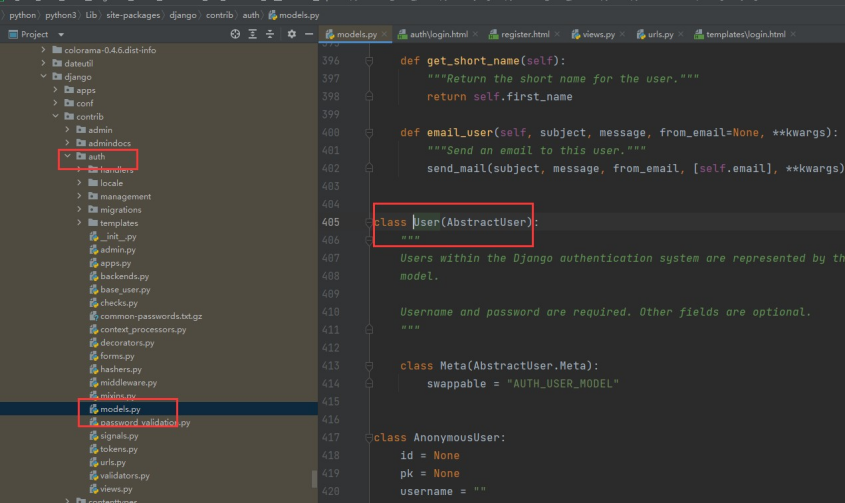 python python3 Lib site-packages django contrib auth models.py
Project
models.py auth\login.html register.html views.py urls.py templates\login.html
colorama-0.4.6.dist-info
dateutil
django
apps
conf
contrib
admin
admindocs
auth
handlers
locale
management
migrations
templates
__init__.py
admin.py
apps.py
backends.py
base_user.py
checks.py
common-passwords.txt.gz
context_processors.py
decorators.py
forms.py
hashers.py
middleware.py
mixins.py
models.py
password_validation.py
signals.py
tokens.py
urls.py
validators.py
views.py
contenttypes
395
396 def get_short_name(self):
397 """Return the short name for the user."""
398 return self.first_name
399
400 def email_user(self, subject, message, from_email=None, **kwargs):
401 """Send an email to this user."""
402 send_mail(subject, message, from_email, [self.email], **kwargs)
403
404
405 class User(AbstractUser):
406 """
407 Users within the Django authentication system are represented by th
408 model.
409
410 Username and password are required. Other fields are optional.
411 """
412
413 class Meta(AbstractUser.Meta):
414 swappable = "AUTH_USER_MODEL"
415
416
417 class AnonymousUser:
418 id = None
419 pk = None
420 username = ""